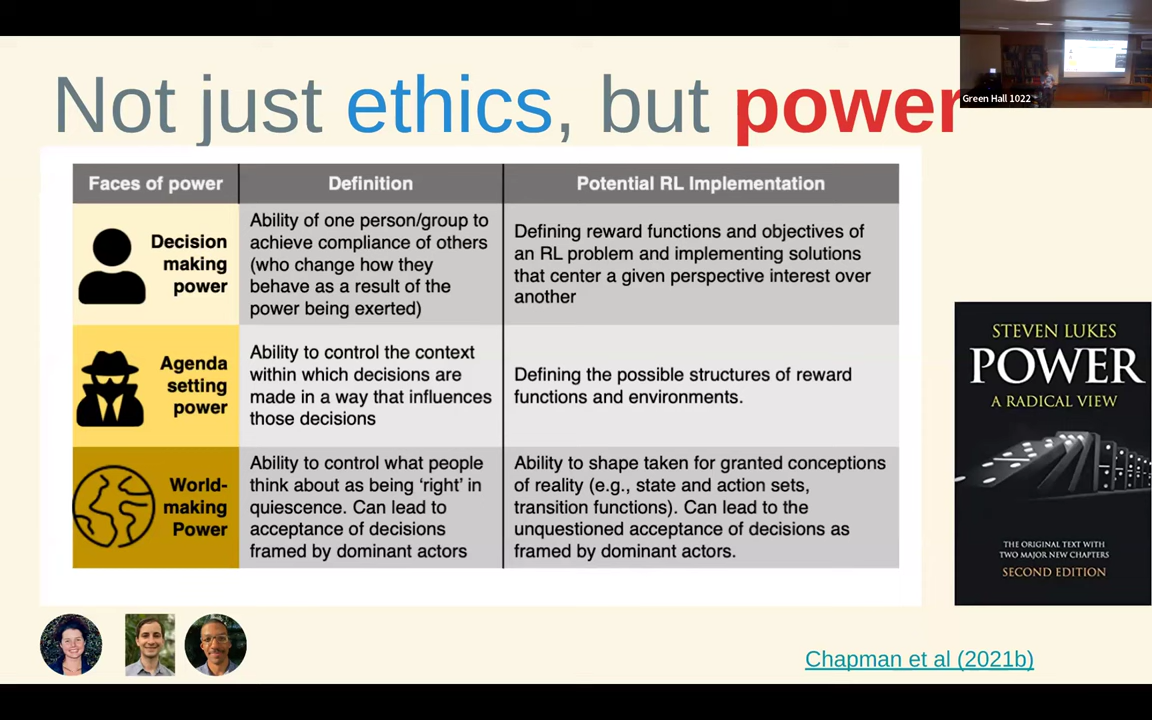 Not just ethics, but power
Green Hall 1022
Faces of power
Definition
Potential RL Implementation
Decision
making
power
Ability of one person/group to
achieve compliance of others
(who change how they
behave as a result of the
power being exerted)
Defining reward functions and objectives of
an RL problem and implementing solutions
that center a given perspective interest over
another
Agenda
setting
power
Ability to control the context
within which decisions are
made in a way that influences
those decisions
Defining the possible structures of reward
functions and environments.
World-
making
Power
Ability to control what people
think about as being ‘right’ in
quiescence. Can lead to
acceptance of decisions
framed by dominant actors
Ability to shape taken for granted conceptions
of reality (e.g., state and action sets,
transition functions). Can lead to the
unquestioned acceptance of decisions as
framed by dominant actors.
STEVEN LUKES
POWER
A RADICAL VIEW
THE ORIGINAL TEXT WITH
TWO MAJOR NEW CHAPTERS
SECOND EDITION
Chapman et al (2021b)